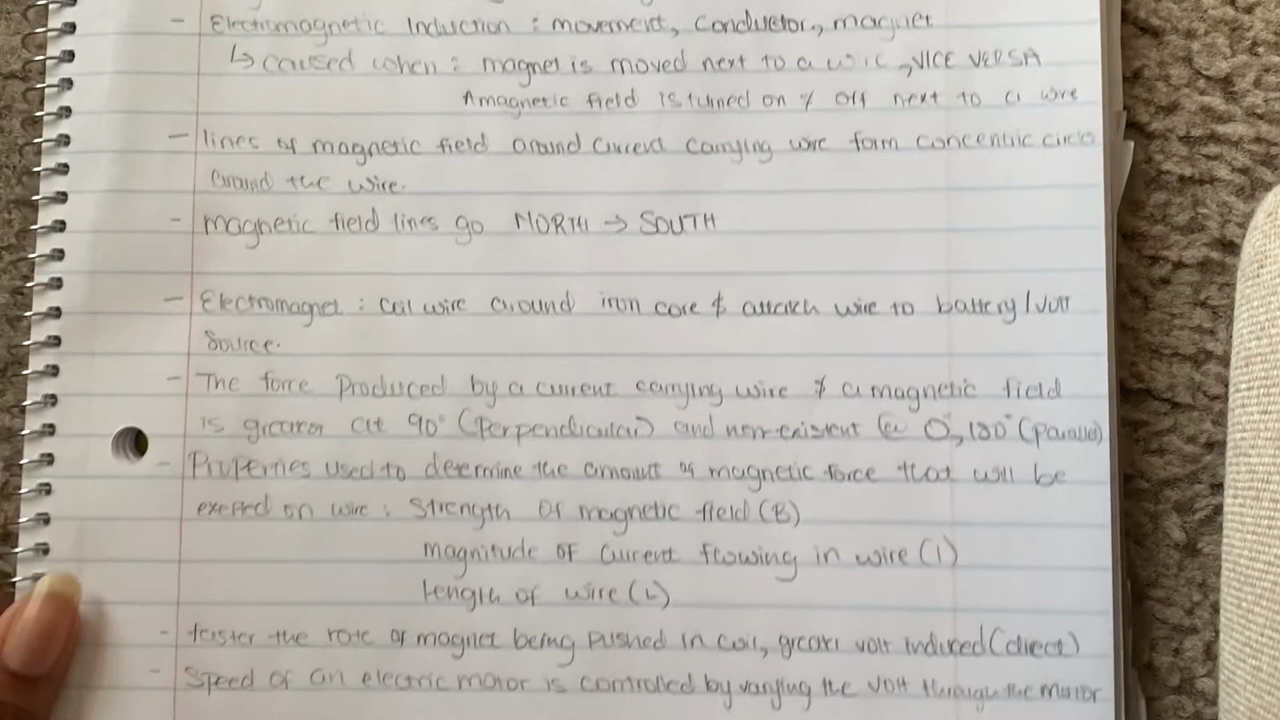 - Electromagnetic Induction : movement, conductor, magnet
↳ caused when : magnet is moved next to a wire, VICE VERSA
A magnetic field is turned on & off next to a wire
- lines of magnetic field around current carrying wire form concentric circles
around the wire.
- magnetic field lines go NORTH → SOUTH
- Electromagnet : coil wire around iron core & attach wire to battery/volt
source.
- The force produced by a current carrying wire & a magnetic field
is greater at 90° (perpendicular) and non-existent @ 0°, 180° (parallel)
- Properties used to determine the amount of magnetic force that will be
exerted on wire : Strength of magnetic field (B)
magnitude of current flowing in wire (I)
Length of wire (L)
- faster the rate of magnet being pushed in coil, greater volt induced (direct)
- Speed of an electric motor is controlled by varying the volt through the motor